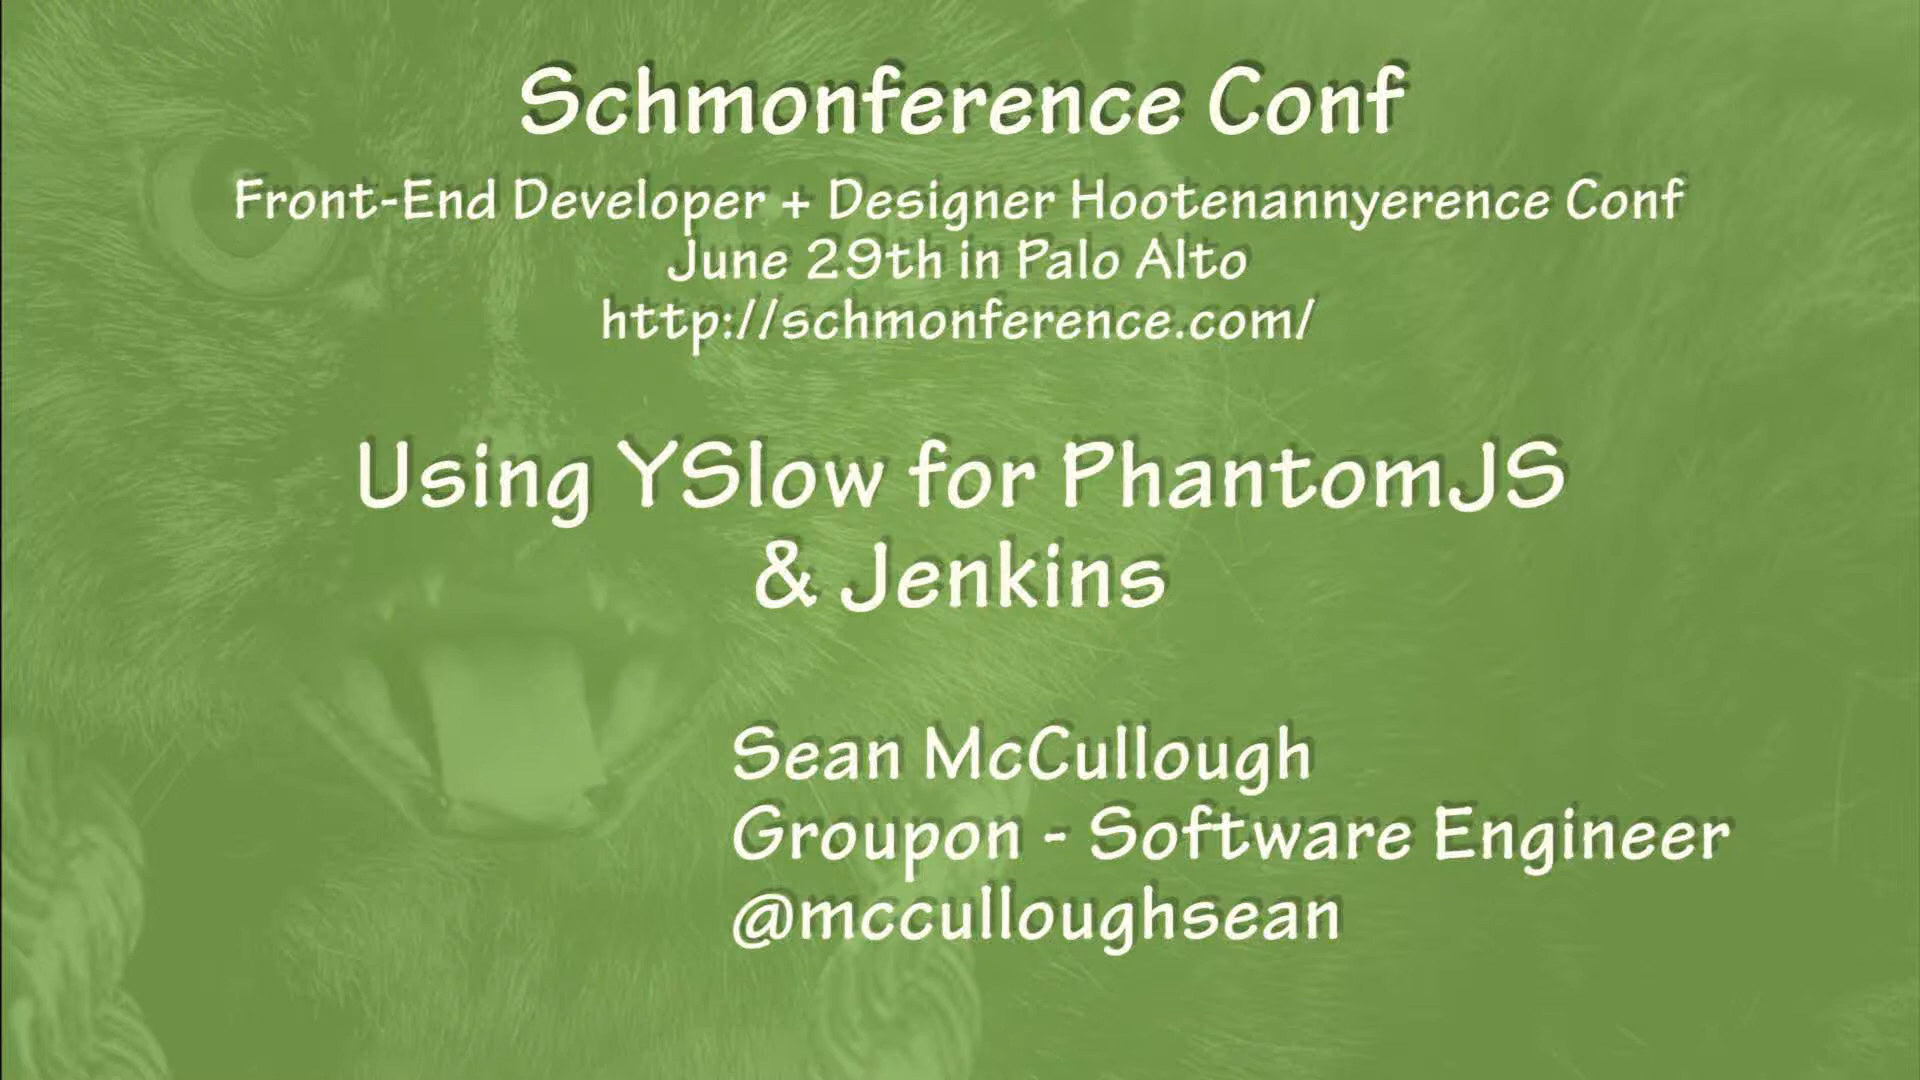 Schmonference Conf
Front-End Developer + Designer Hootenannyerence Conf
June 29th in Palo Alto
http://schmonference.com/
Using YSlow for PhantomJS
& Jenkins
Sean McCullough
Groupon - Software Engineer
@mcculloughsean